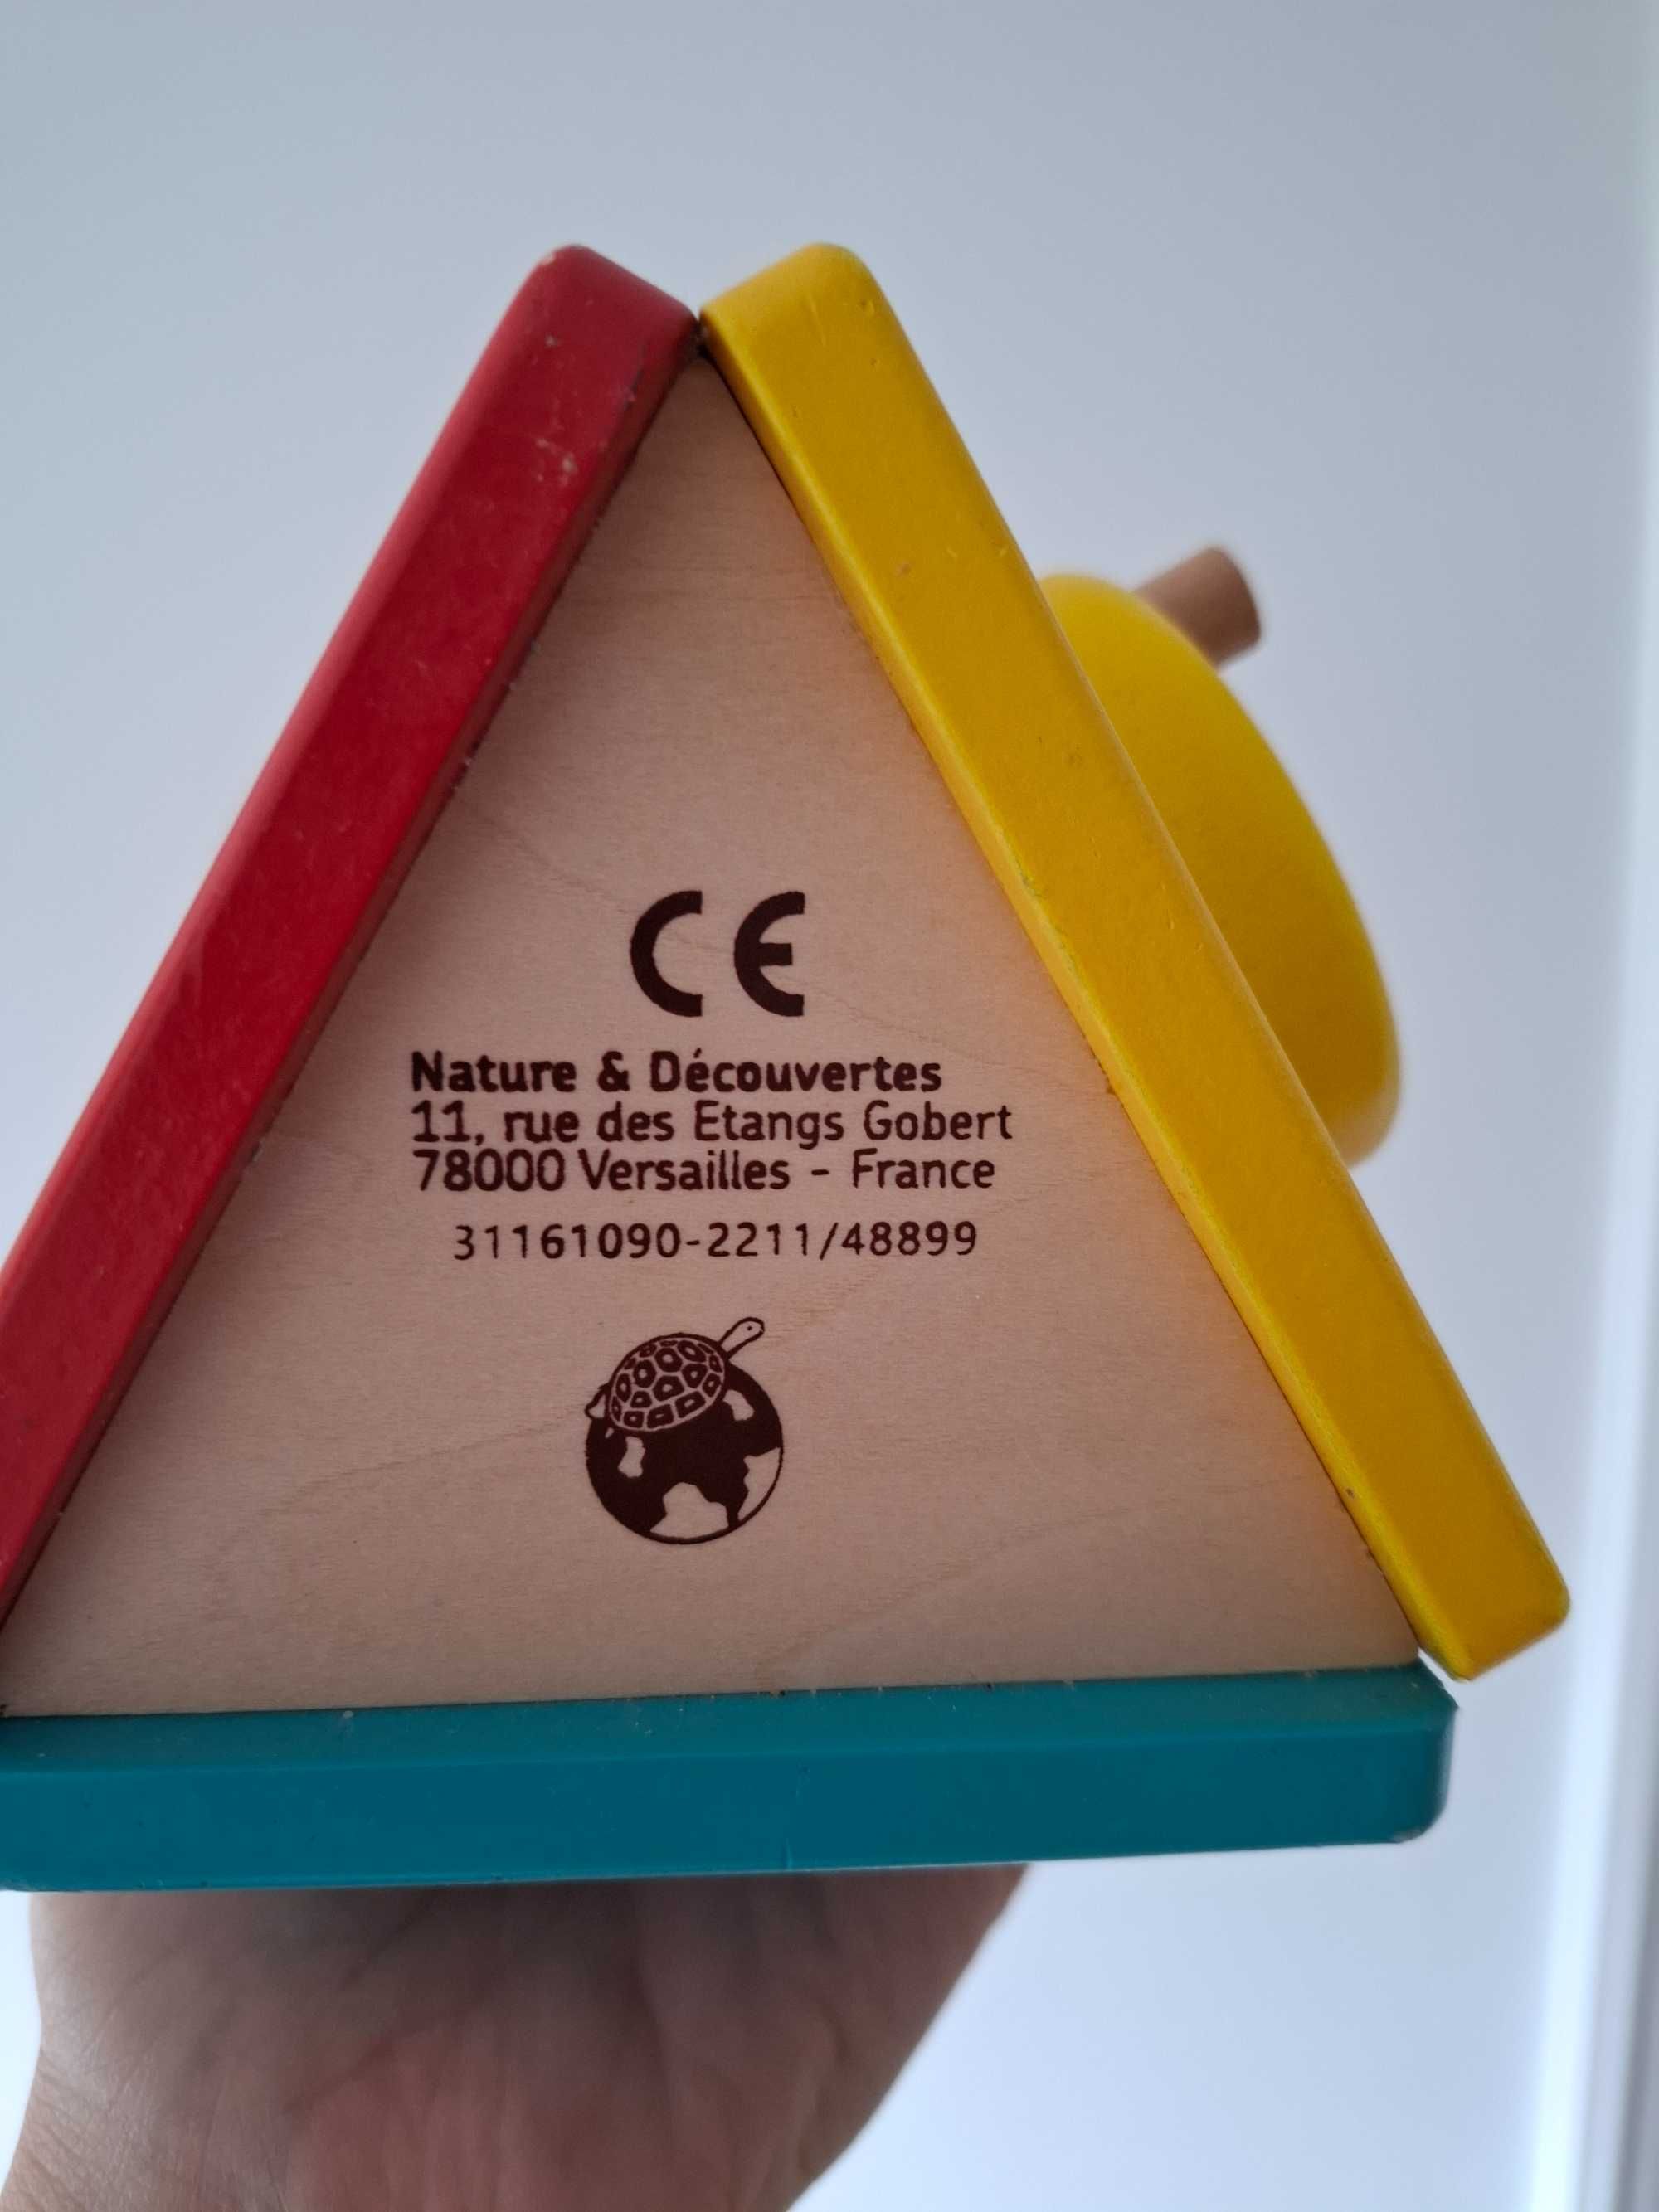 CE
Nature & Découvertes
11, rue des Etangs Gobert
78000 Versailles - France
31161090-2211/48899